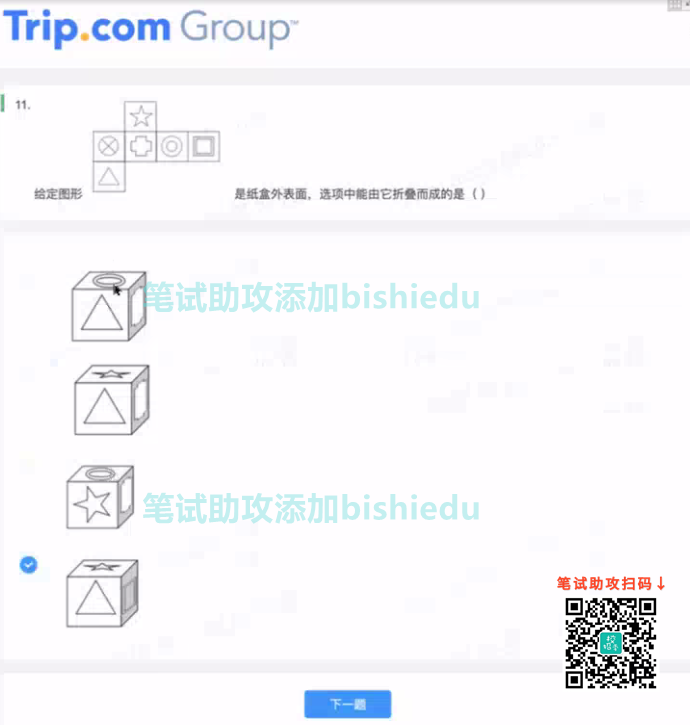 Trip.com Group™
11.
给定图形 是纸盒外表面，选项中能由它折叠而成的是（ ）
笔试助攻添加bishiedu
笔试助攻添加bishiedu
笔试助攻扫码↓
下一题